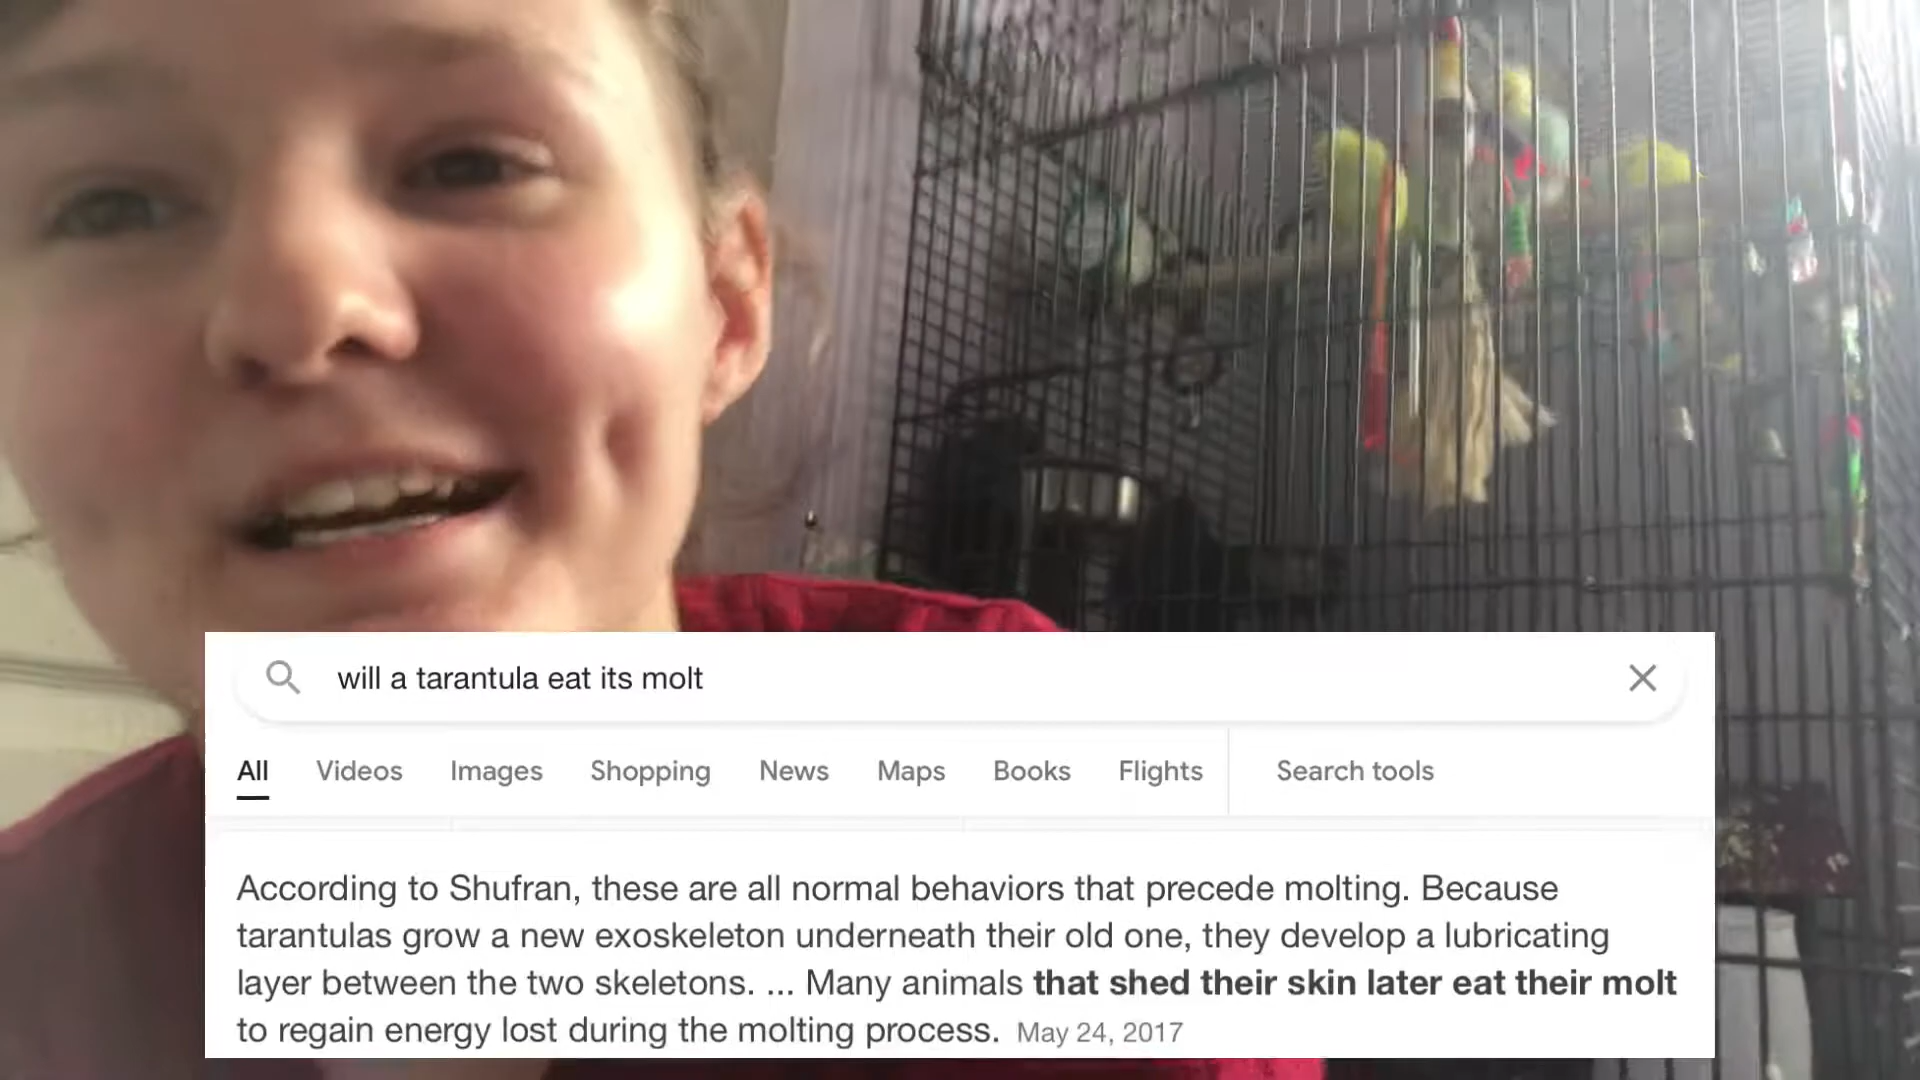 will a tarantula eat its molt
All Videos Images Shopping News Maps Books Flights Search tools
According to Shufran, these are all normal behaviors that precede molting. Because
tarantulas grow a new exoskeleton underneath their old one, they develop a lubricating
layer between the two skeletons. ... Many animals that shed their skin later eat their molt
to regain energy lost during the molting process. May 24, 2017